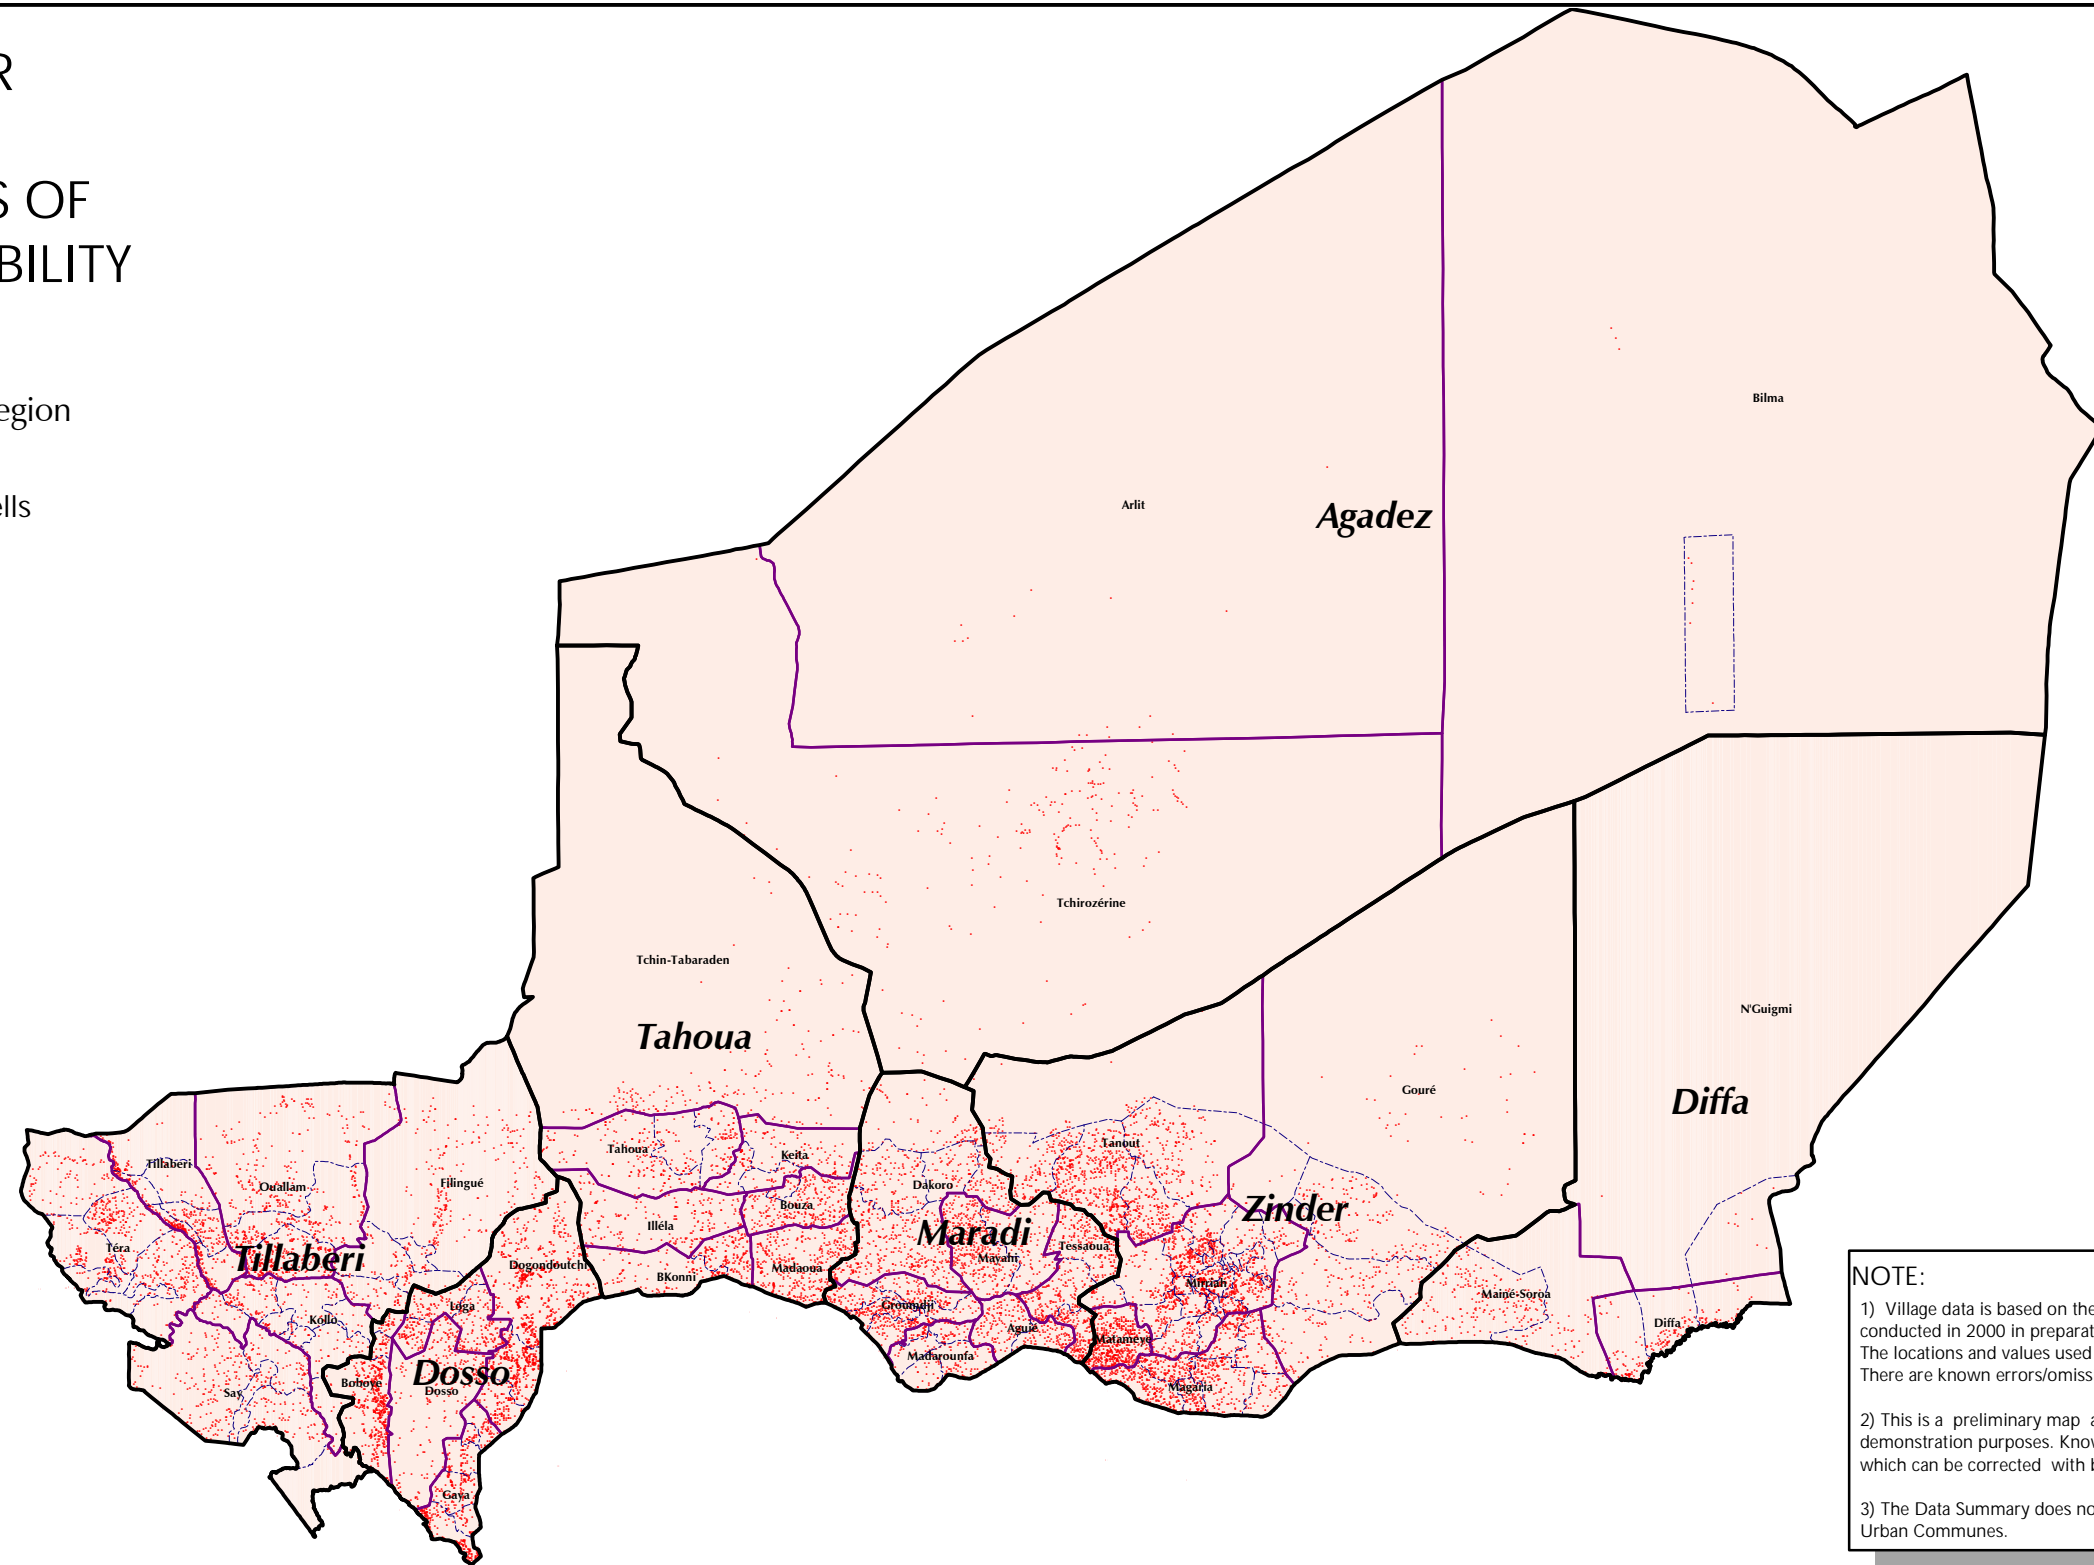 R
S OF
BILITY
egion
ells
Bilma
Arlit
Agadez
Tchirozérine
Tchin-Tabaraden
Tahoua
N'Guigmi
Gouré
Diffa
Tanout
Tahoua
Keita
Tillabéri
Ouallam
Filingué
Dakoro
Bouza
Zinder
Illéla
Maradi
Tessaoua
Téra
Tillaberi
Mayahi
Dogondoutchi
BKonni
Madaoua
Mirriah
Mainé-Soroa
Loga
Groumdji
Kollo
Aguié
Diffa
Matameye
Madarounfa
Dosso
Boboye
Dosso
Say
Magaria
Gaya
NOTE:
1) Village data is based on the
conducted in 2000 in preparat
The locations and values used
There are known errors/omiss
2) This is a preliminary map a
demonstration purposes. Know
which can be corrected with b
3) The Data Summary does no
Urban Communes.